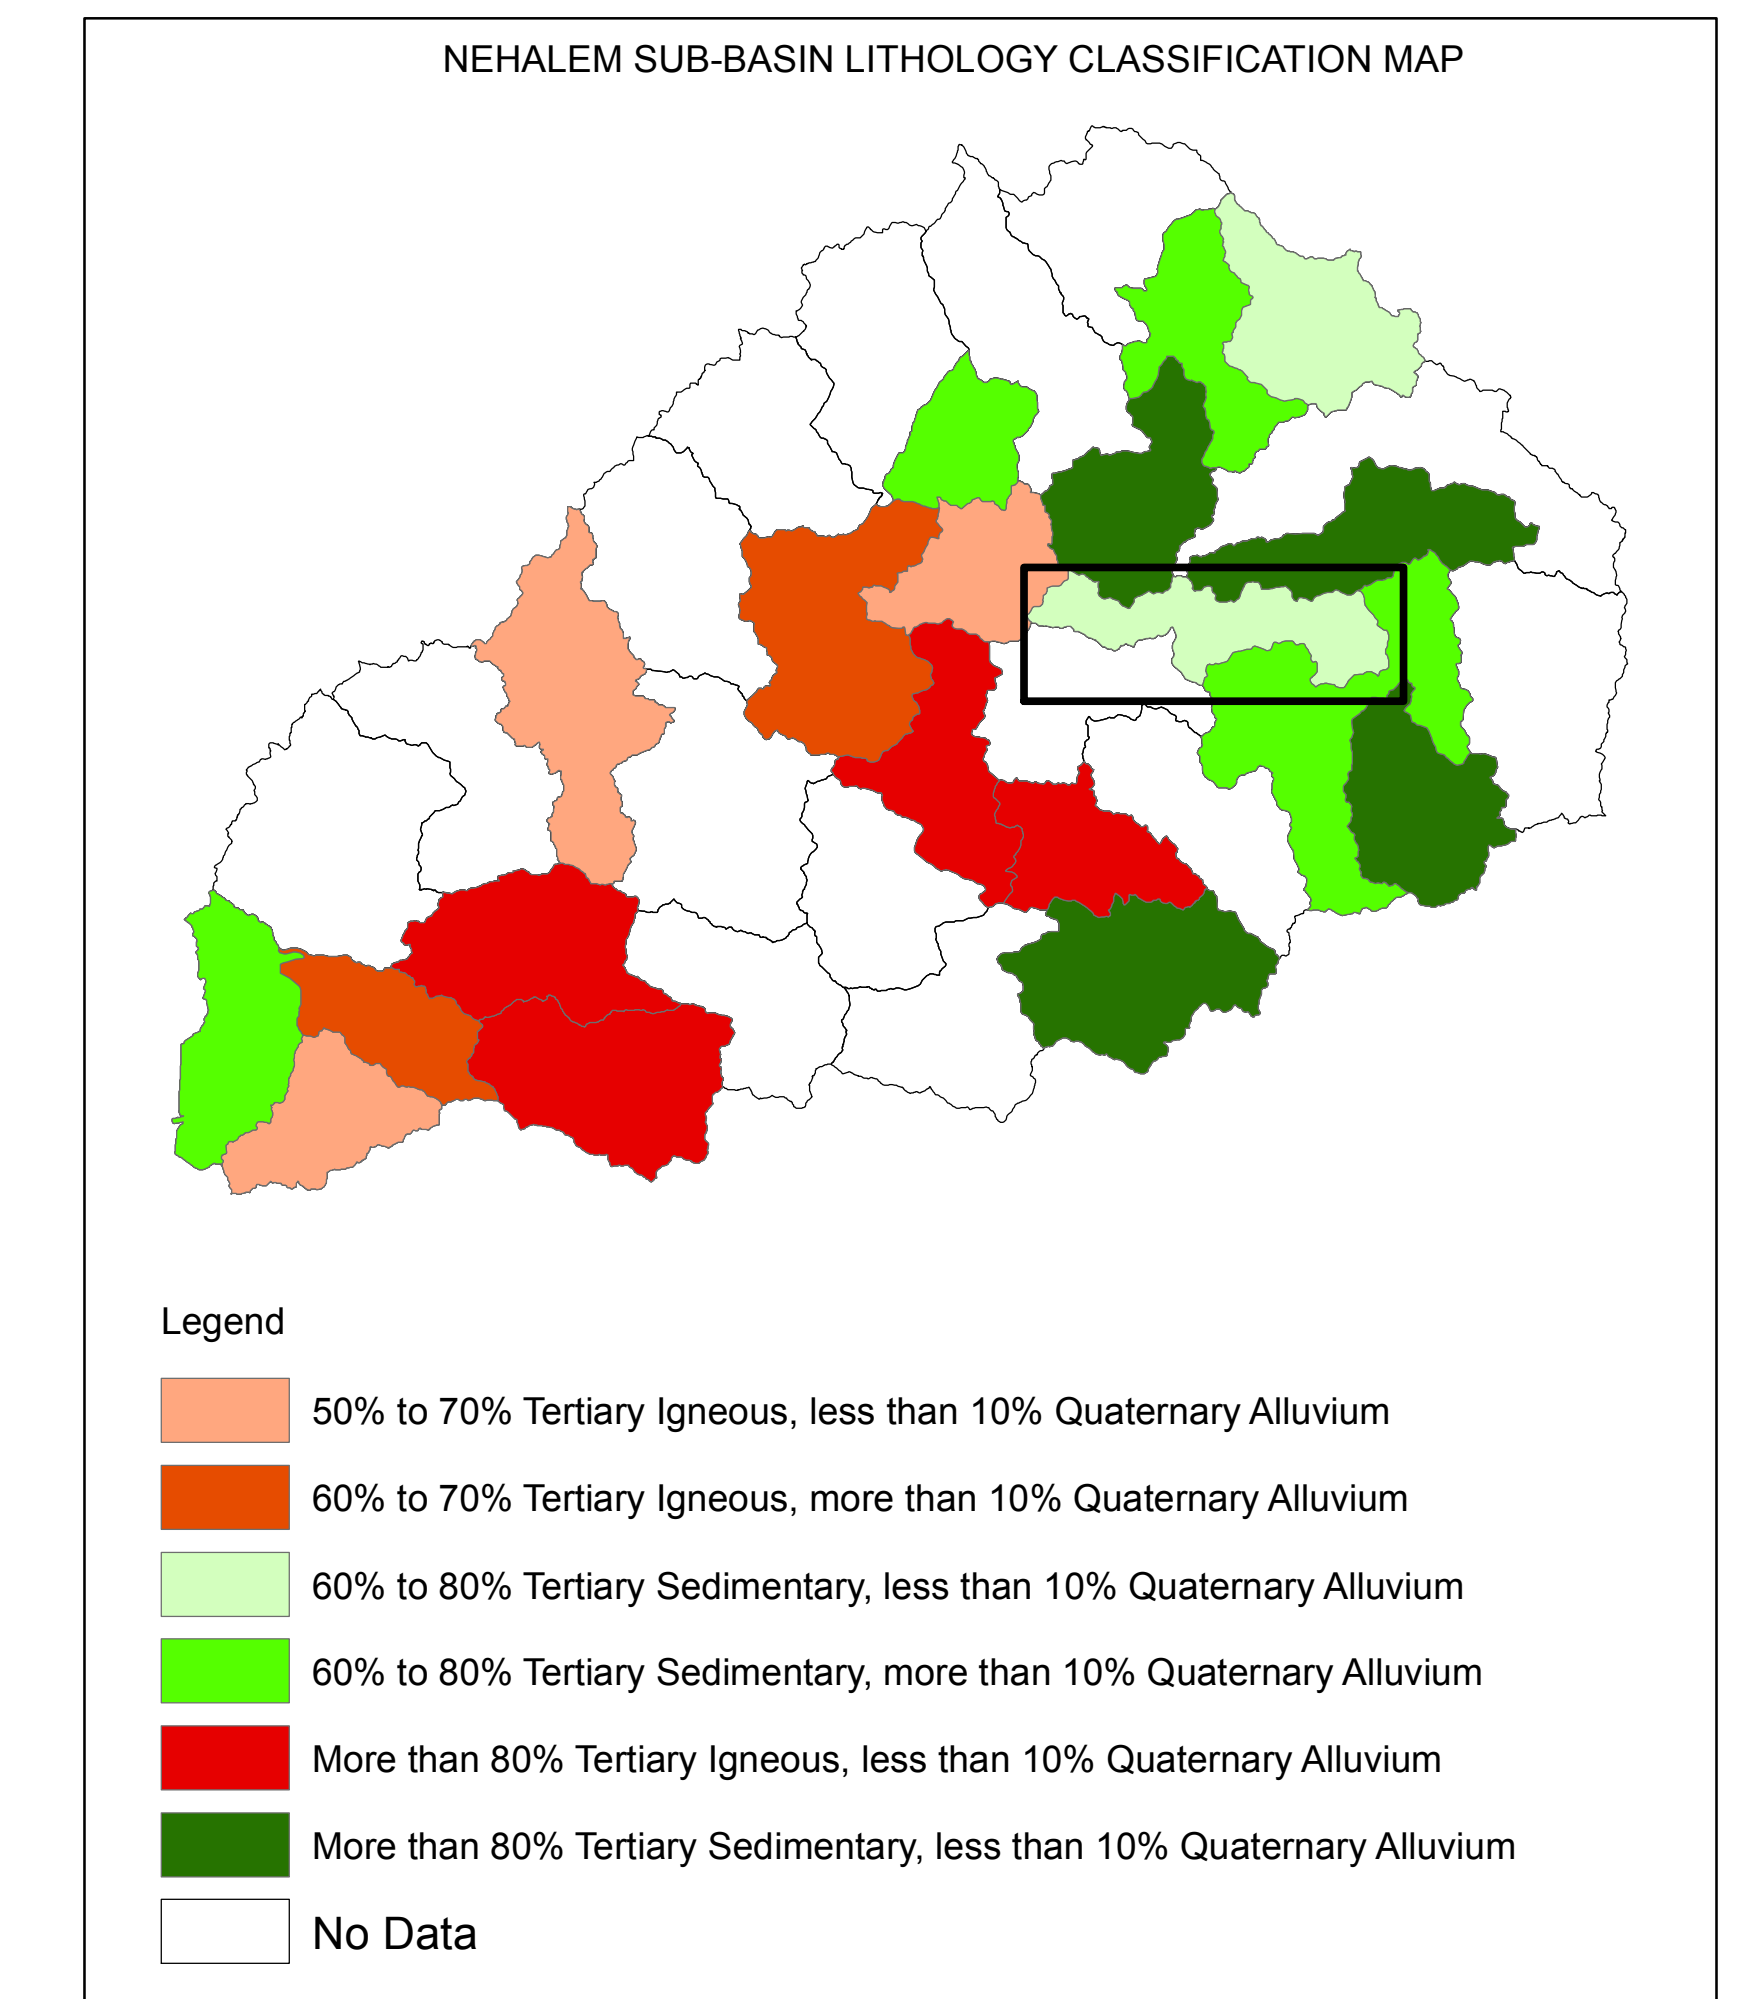 NEHALEM SUB-BASIN LITHOLOGY CLASSIFICATION MAP
Legend
50% to 70% Tertiary Igneous, less than 10% Quaternary Alluvium
60% to 70% Tertiary Igneous, more than 10% Quaternary Alluvium
60% to 80% Tertiary Sedimentary, less than 10% Quaternary Alluvium
60% to 80% Tertiary Sedimentary, more than 10% Quaternary Alluvium
More than 80% Tertiary Igneous, less than 10% Quaternary Alluvium
More than 80% Tertiary Sedimentary, less than 10% Quaternary Alluvium
No Data